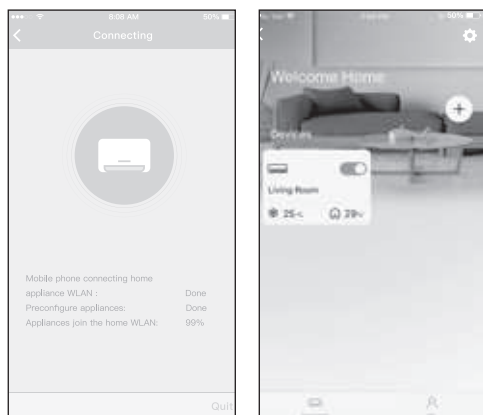 8:08 AM
50%
Connecting
Mobile phone connecting home
appliance WLAN :
Done
Preconfigure appliances:
Done
Appliances join the home WLAN:
99%
Quit
50%
Welcome Home
Devices
Living Room
25
29